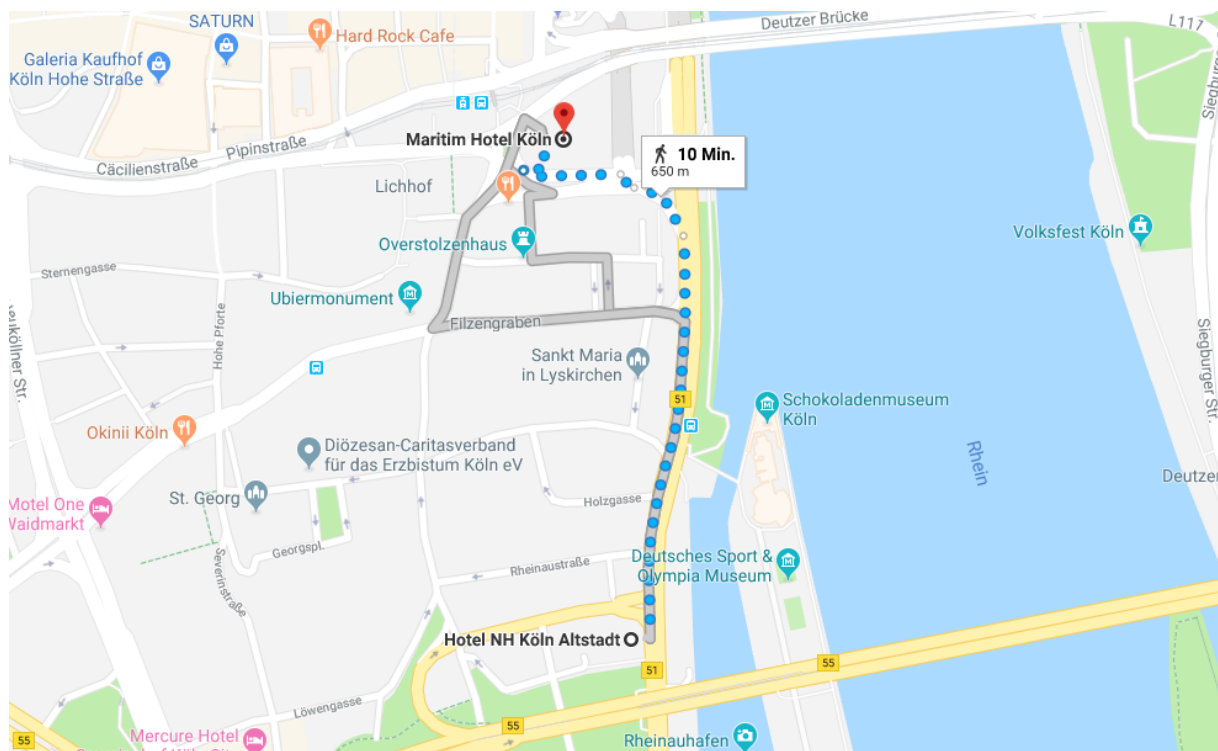 SATURN
Deutzer Brücke
L117
Hard Rock Cafe
Galeria Kaufhof
Köln Hohe Straße
Siegburger
Maritim Hotel Köln
Pipinstraße
Cäcilienstraße
10 Min.
650 m
Lichhof
Overstolzenhaus
Volksfest Köln
Sternengasse
Ubiermonument
Hohe Pforte
Filzengraben
Siegburger Str.
Sankt Maria
in Lyskirchen
51
Schokoladenmuseum
Köln
Okinii Köln
Diözesan-Caritasverband
für das Erzbistum Köln eV
Rhein
Deutzer
St. Georg
Holzgasse
Motel One
Waidmarkt
Georgspl.
Severinstraße
Rheinaustraße
Deutsches Sport &
Olympia Museum
Hotel NH Köln Altstadt
51
55
Löwengasse
55
55
Mercure Hotel
Rheinauhafen